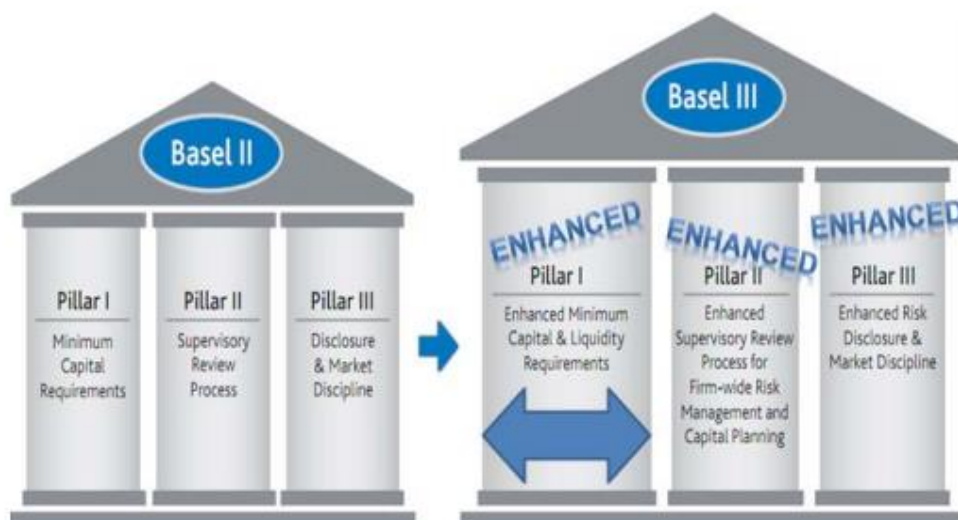 Basel II
Pillar I
Minimum
Capital
Requirements
Pillar II
Supervisory
Review
Process
Pillar III
Disclosure
& Market
Discipline
Basel III
ENHANCED
Pillar I
Enhanced Minimum
Capital & Liquidity
Requirements
ENHANCED
Pillar II
Enhanced
Supervisory Review
Process for
Firm-wide Risk
Management and
Capital Planning
ENHANCED
Pillar III
Enhanced Risk
Disclosure &
Market Discipline